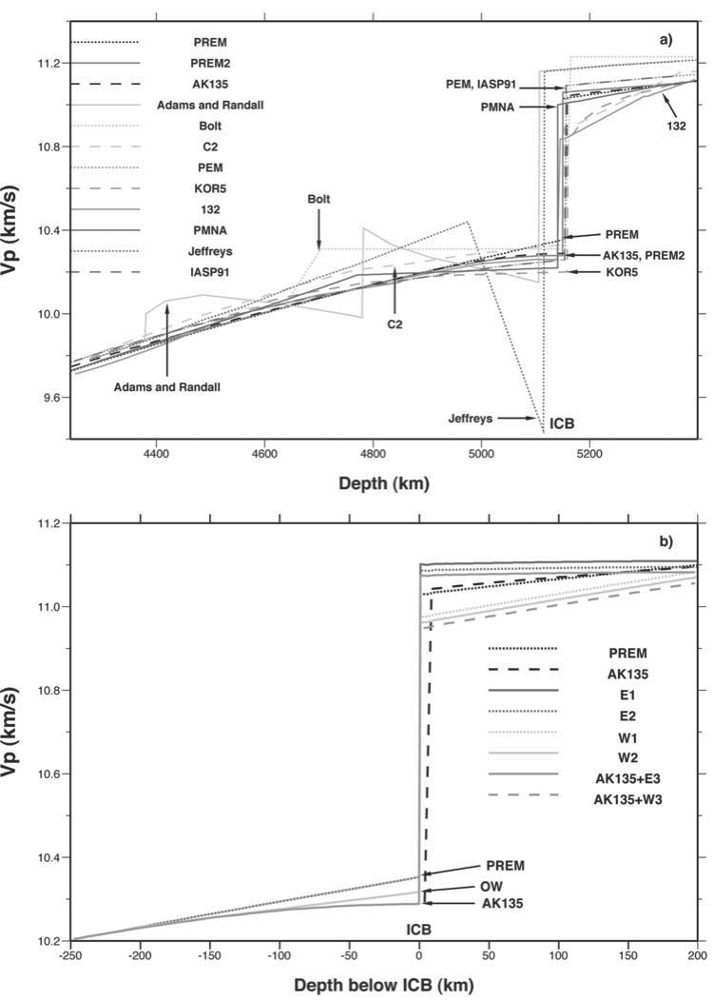 a)
PREM
PREM2
AK135
Adams and Randall
Bolt
C2
PEM
KOR5
132
PMNA
Jeffreys
IASP91
11.2
10.8
10.4
10.0
9.6
Vp (km/s)
PEM, IASP91
PMNA
132
Bolt
PREM
AK135, PREM2
KOR5
C2
Adams and Randall
Jeffreys
ICB
4400
4600
4800
5000
5200
Depth (km)
b)
11.2
11.0
10.8
10.6
10.4
10.2
Vp (km/s)
PREM
AK135
E1
E2
W1
W2
AK135+E3
AK135+W3
PREM
OW
AK135
ICB
-250
-200
-150
-100
-50
0
50
100
150
200
Depth below ICB (km)